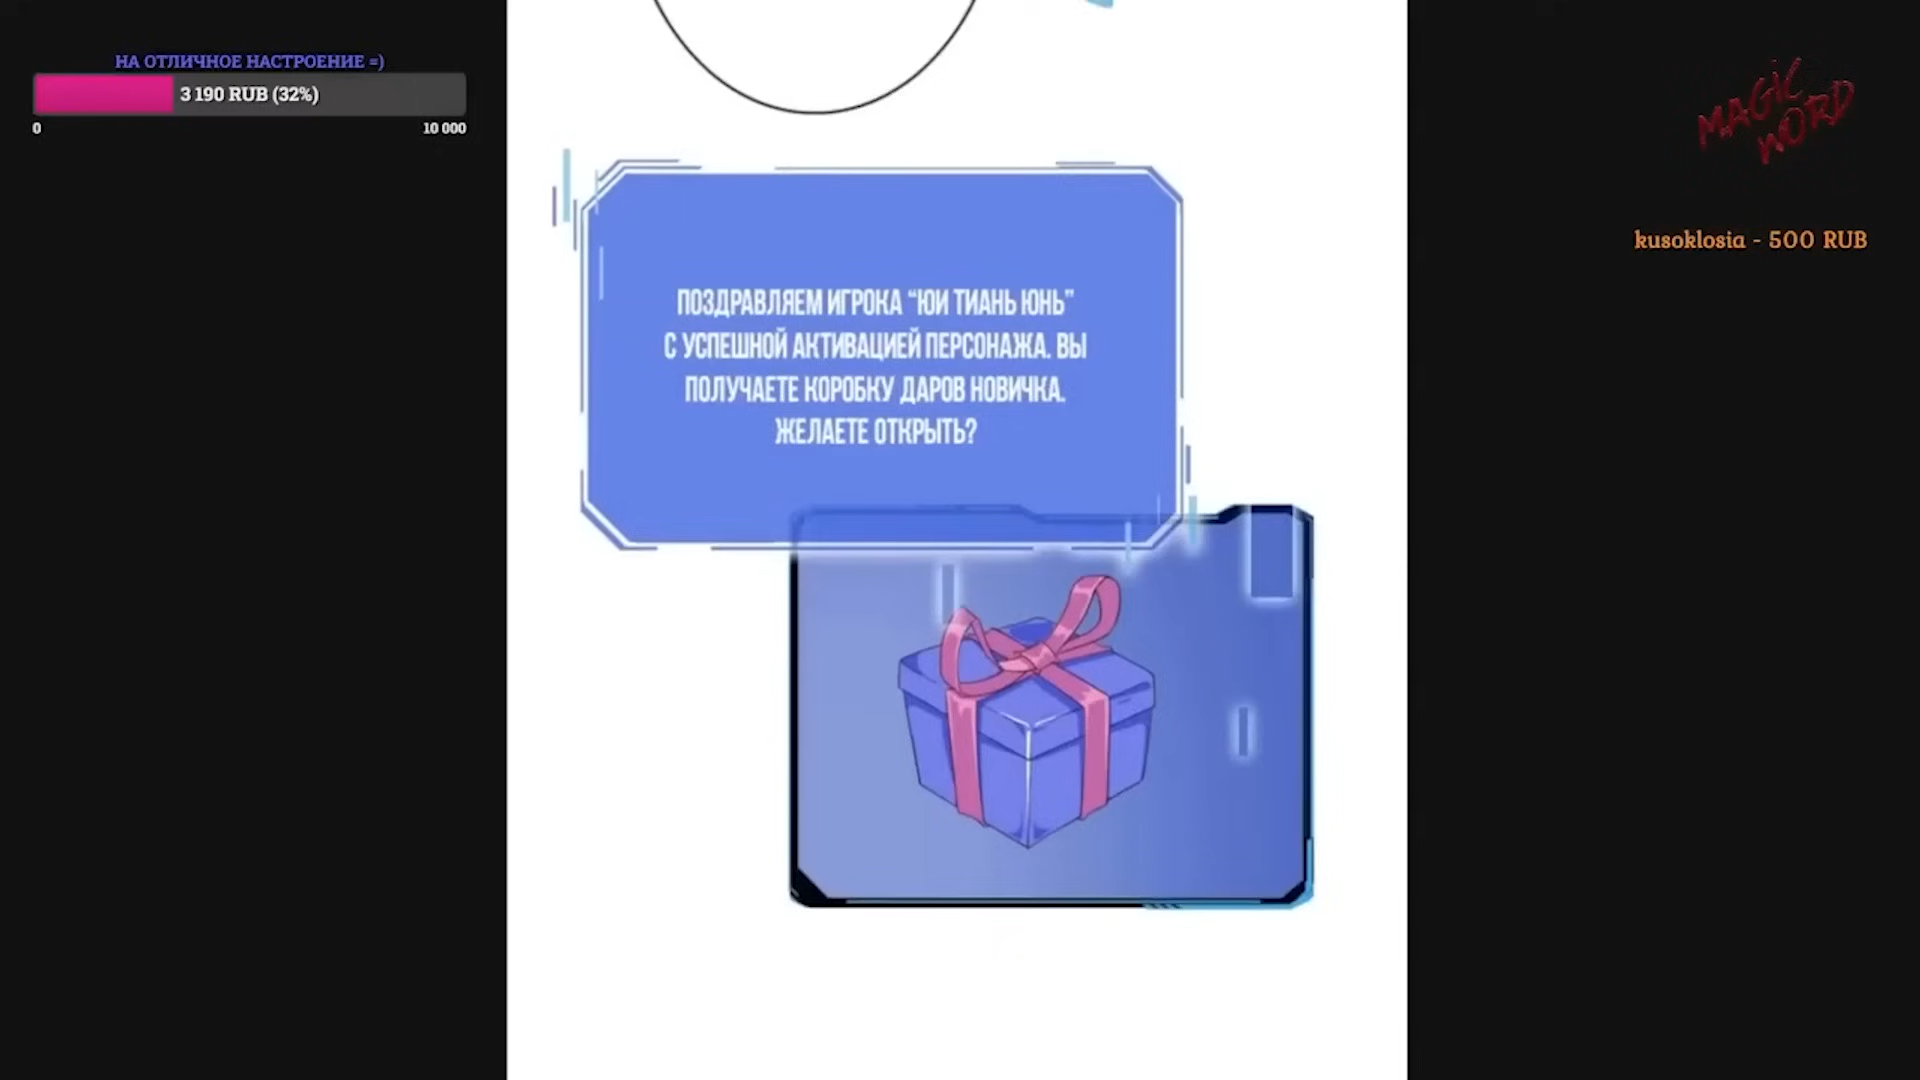 НА ОТЛИЧНОЕ НАСТРОЕНИЕ =)
3 190 RUB (32%)
0
10 000
MAGIC
WORD
kusoklosia - 500 RUB
ПОЗДРАВЛЯЕМ ИГРОКА “ЮИ ТИАНЬ ЮНЬ”
С УСПЕШНОЙ АКТИВАЦИЕЙ ПЕРСОНАЖА. ВЫ
ПОЛУЧАЕТЕ КОРОБКУ ДАРОВ НОВИЧКА.
ЖЕЛАЕТЕ ОТКРЫТЬ?